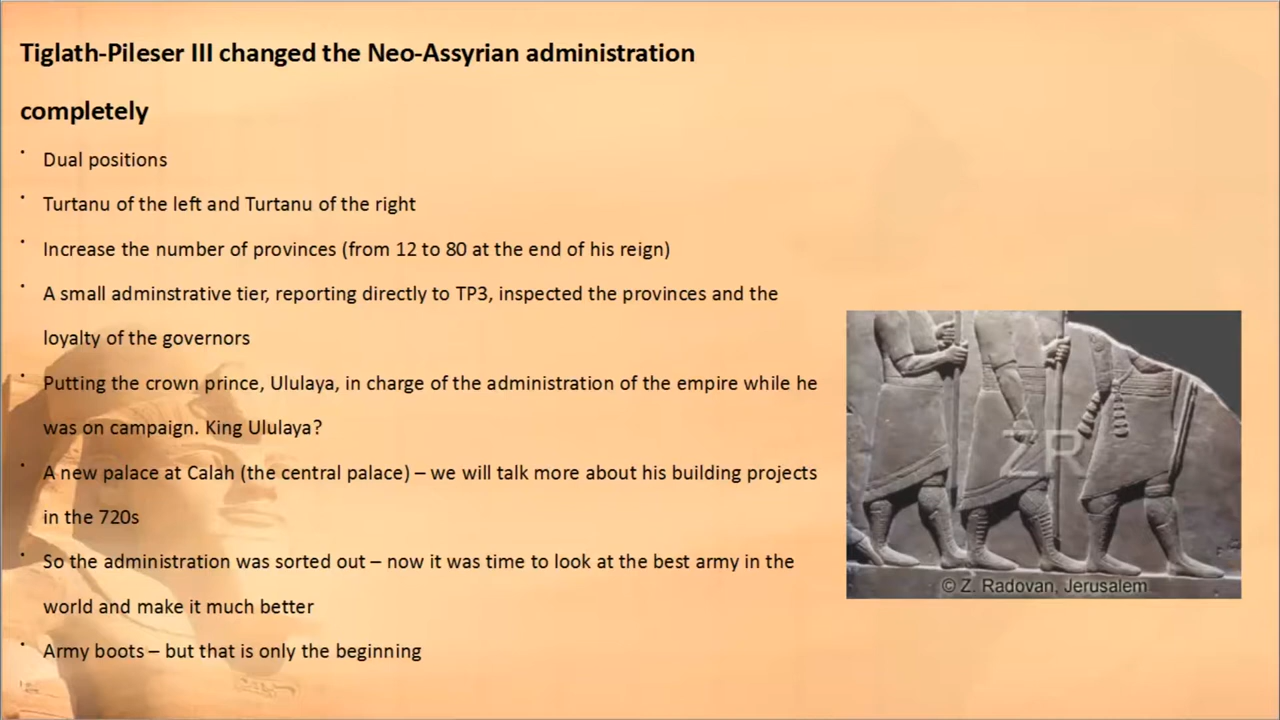 Tiglath-Pileser III changed the Neo-Assyrian administration
completely
• Dual positions
• Turtanu of the left and Turtanu of the right
• Increase the number of provinces (from 12 to 80 at the end of his reign)
• A small adminstrative tier, reporting directly to TP3, inspected the provinces and the
loyalty of the governors
• Putting the crown prince, Ululaya, in charge of the administration of the empire while he
was on campaign. King Ululaya?
• A new palace at Calah (the central palace) – we will talk more about his building projects
in the 720s
• So the administration was sorted out – now it was time to look at the best army in the
world and make it much better
• Army boots – but that is only the beginning
ZR
© Z. Radovan, Jerusalem